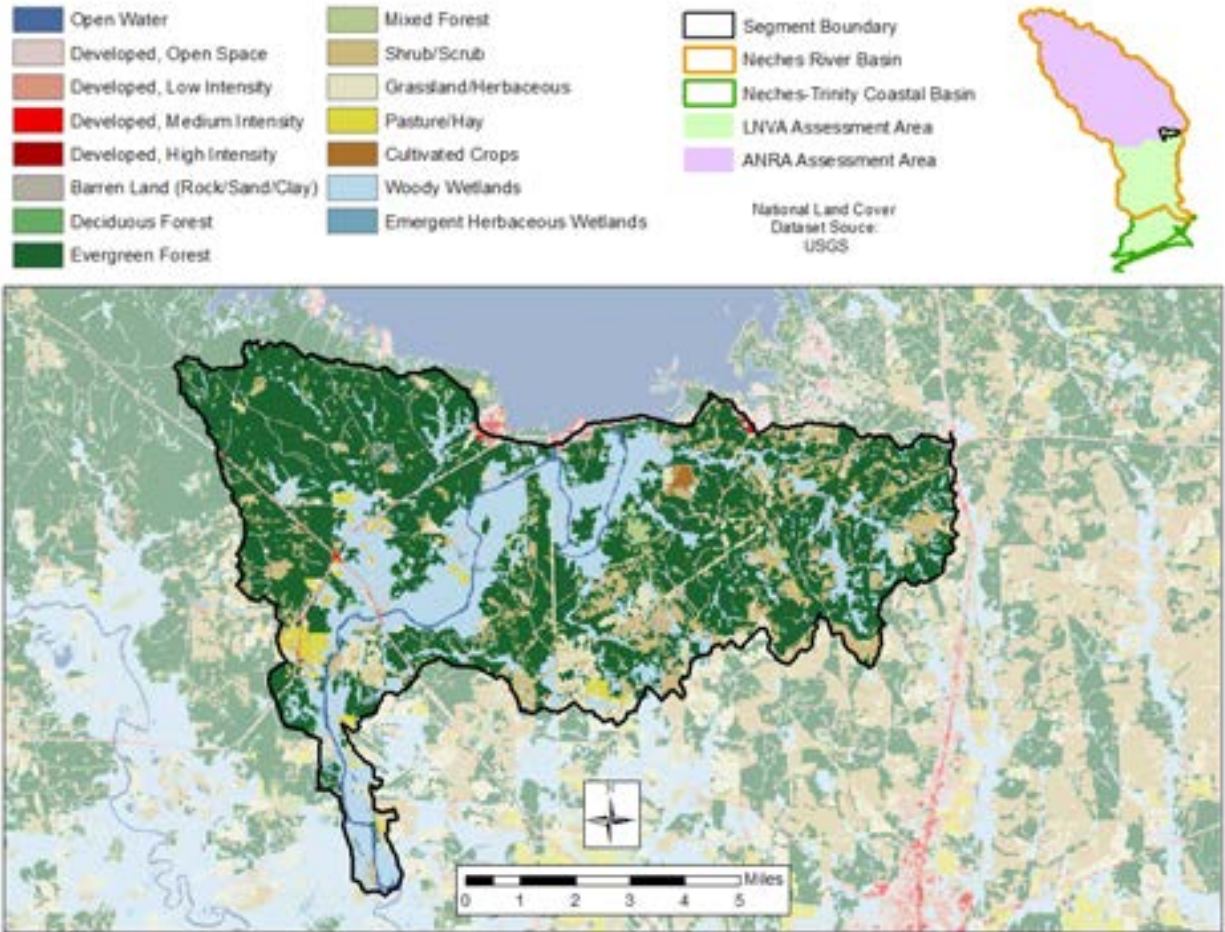 Open Water
Developed, Open Space
Developed, Low Intensity
Developed, Medium Intensity
Developed, High Intensity
Barren Land (Rock/Sand/Clay)
Deciduous Forest
Evergreen Forest
Mixed Forest
Shrub/Scrub
Grassland/Herbaceous
Pasture/Hay
Cultivated Crops
Woody Wetlands
Emergent Herbaceous Wetlands
Segment Boundary
Neches River Basin
Neches-Trinity Coastal Basin
LNVA Assessment Area
ANRA Assessment Area
National Land Cover
Dataset Souce:
USGS
Miles
0 1 2 3 4 5